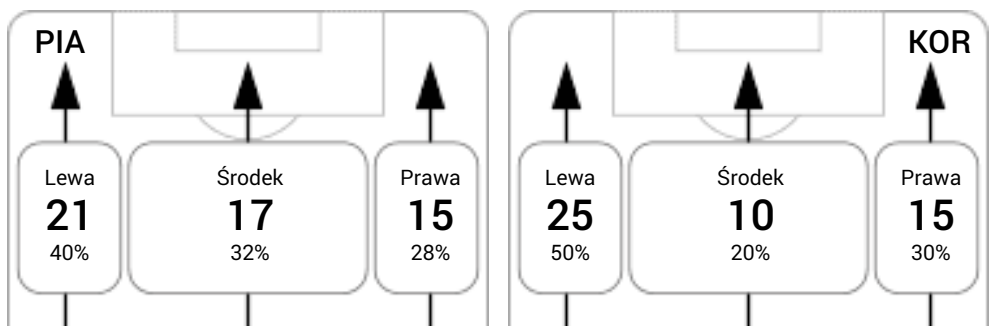 PIA
Lewa
21
40%
Środek
17
32%
Prawa
15
28%
KOR
Lewa
25
50%
Środek
10
20%
Prawa
15
30%